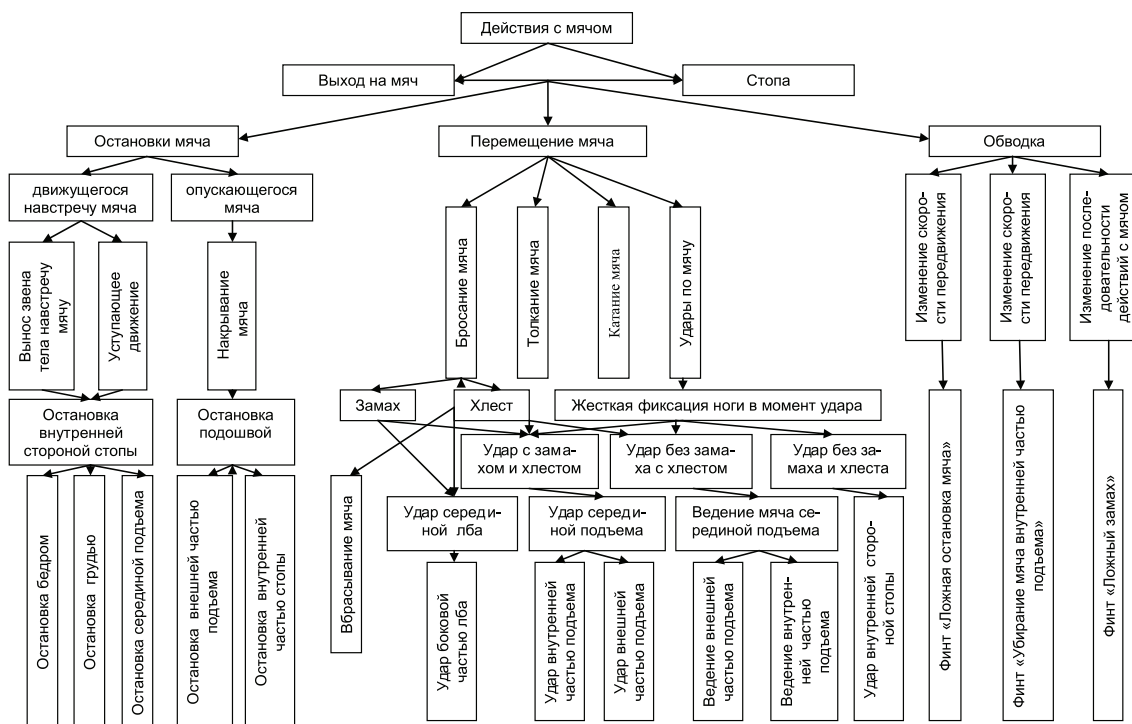 Действия с мячом
Выход на мяч
Стопа
Остановки мяча
Перемещение мяча
Обводка
движущегося
навстречу мяча
опускающегося
мяча
Вынос звена
тела навстречу
мячу
Уступающее
движение
Накрывание
мяча
Бросание мяча
Толкание мяча
Катание мяча
Удары по мячу
Изменение скоро-
сти передвижения
Изменение скоро-
сти передвижения
Изменение после-
довательности
действий с мячом
Замах
Хлест
Жесткая фиксация ноги в момент удара
Остановка
внутренней
стороной стопы
Остановка
подошвой
Удар с зама-
хом и хлестом
Удар без зама-
ха с хлестом
Удар без за-
маха и хлеста
Удар середи-
ной лба
Удар середи-
ной подъема
Ведение мяча се-
рединой подъема
Остановка бедром
Остановка грудью
Остановка серединой подъема
Остановка внешней частью
подъема
Остановка внутренней
частью стопы
Вбрасывание мяча
Удар боковой
частью лба
Удар внутренней
частью подъема
Удар внешней
частью подъема
Ведение внешней
частью подъема
Ведение внутрен-
ней частью
подъема
Удар внутренней сторо-
ной стопы
Финт «Ложная остановка мяча»
Финт «Убирание мяча внутренней частью
подъема»
Финт «Ложный замах»